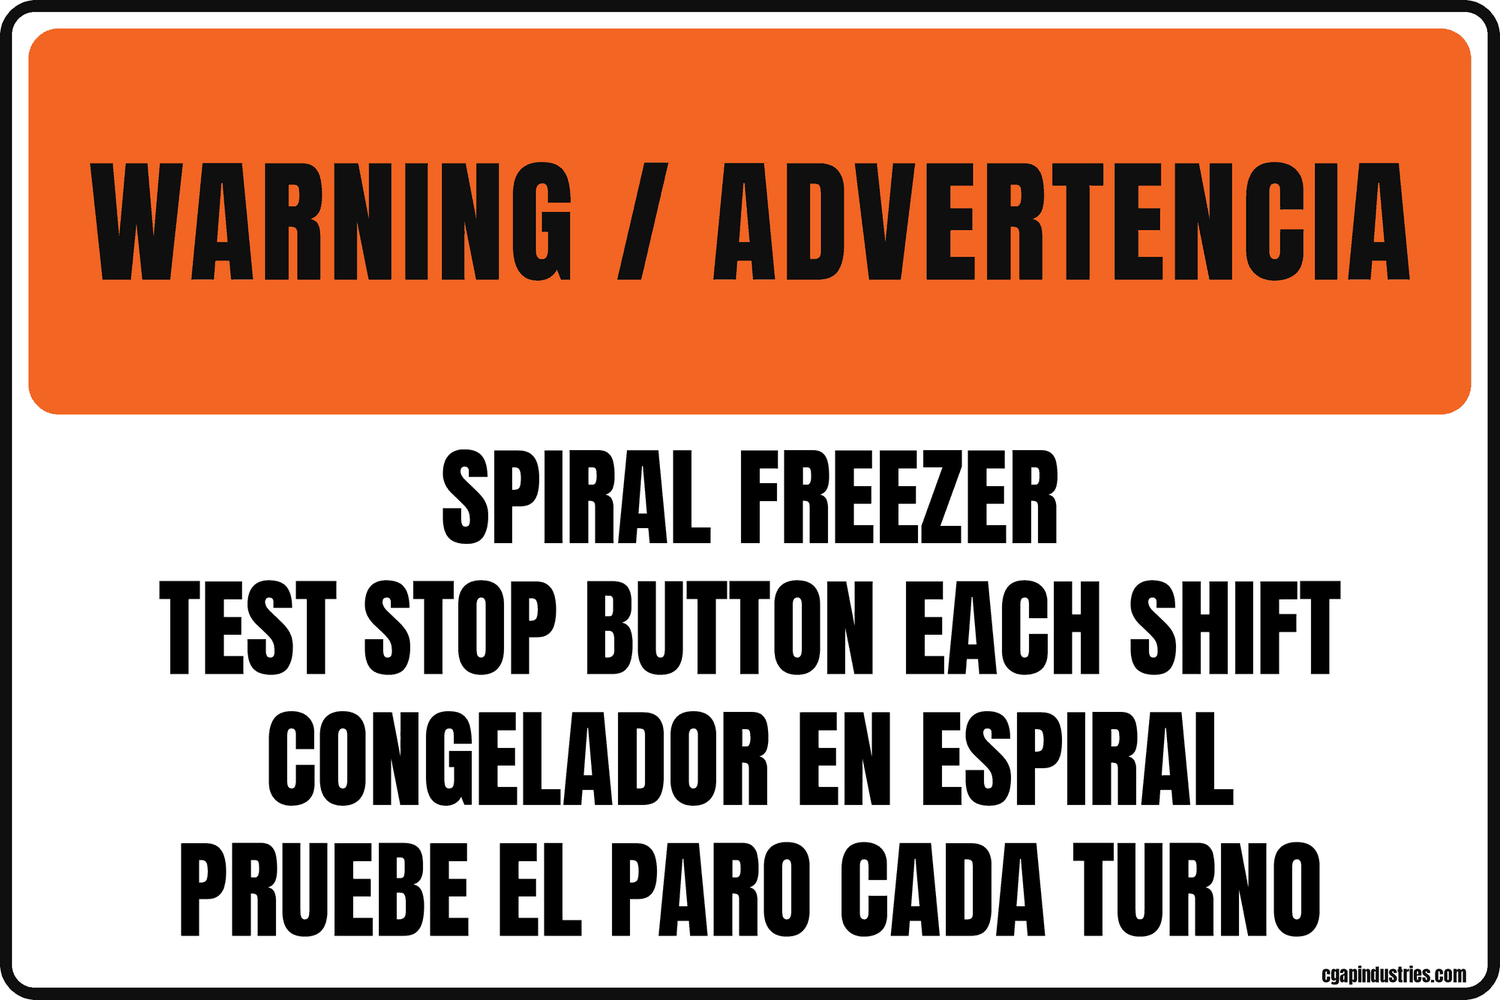 WARNING / ADVERTENCIA
SPIRAL FREEZER
TEST STOP BUTTON EACH SHIFT
CONGELADOR EN ESPIRAL
PRUEBE EL PARO CADA TURNO
cgapindustries.com